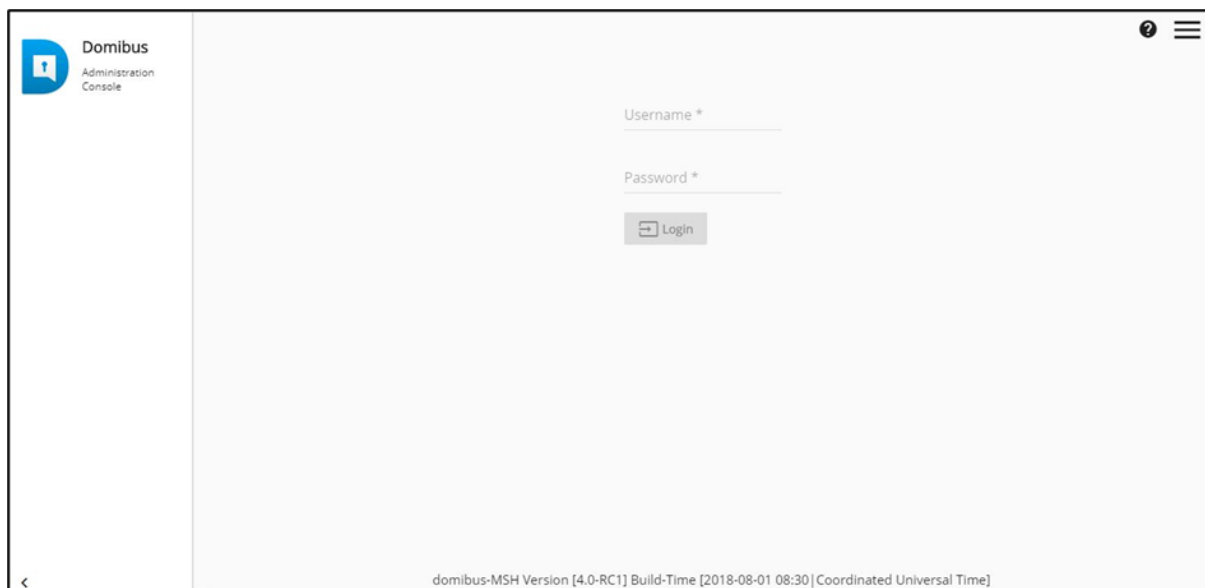 Domibus
Administration
Console
Username *
Password *
Login
domibus-MSH Version [4.0-RC1] Build-Time [2018-08-01 08:30|Coordinated Universal Time]